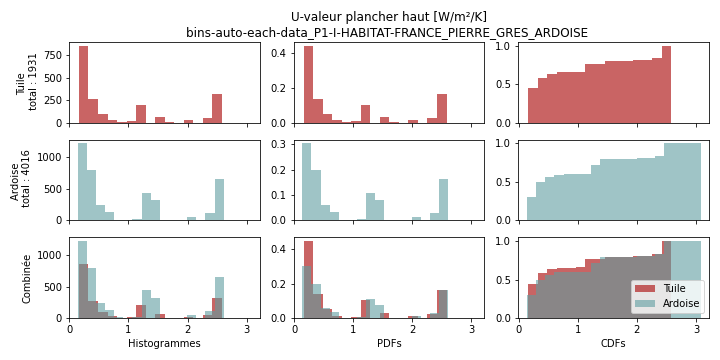 U-valeur plancher haut [W/m²/K]
bins-auto-each-data_P1-I-HABITAT-FRANCE_PIERRE_GRES_ARDOISE
Tuile
total : 1931
750
500
250
0
0.4
0.2
0.0
1.0
0.5
0.0
Ardoise
total : 4016
1000
500
0
0.3
0.2
0.1
0.0
1.0
0.5
0.0
Combinée
1000
500
0
0.4
0.2
0.0
1.0
0.5
0.0
Tuile
Ardoise
0 1 2 3
0 1 2 3
0 1 2 3
Histogrammes
PDFs
CDFs